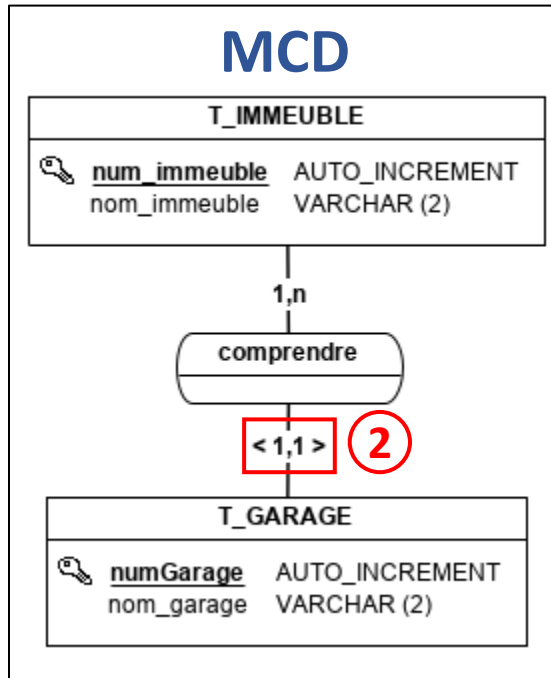 MCD
T_IMMEUBLE
num_immeuble AUTO_INCREMENT
nom_immeuble VARCHAR (2)
1,n
comprendre
< 1,1 > 2
T_GARAGE
numGarage AUTO_INCREMENT
nom_garage VARCHAR (2)